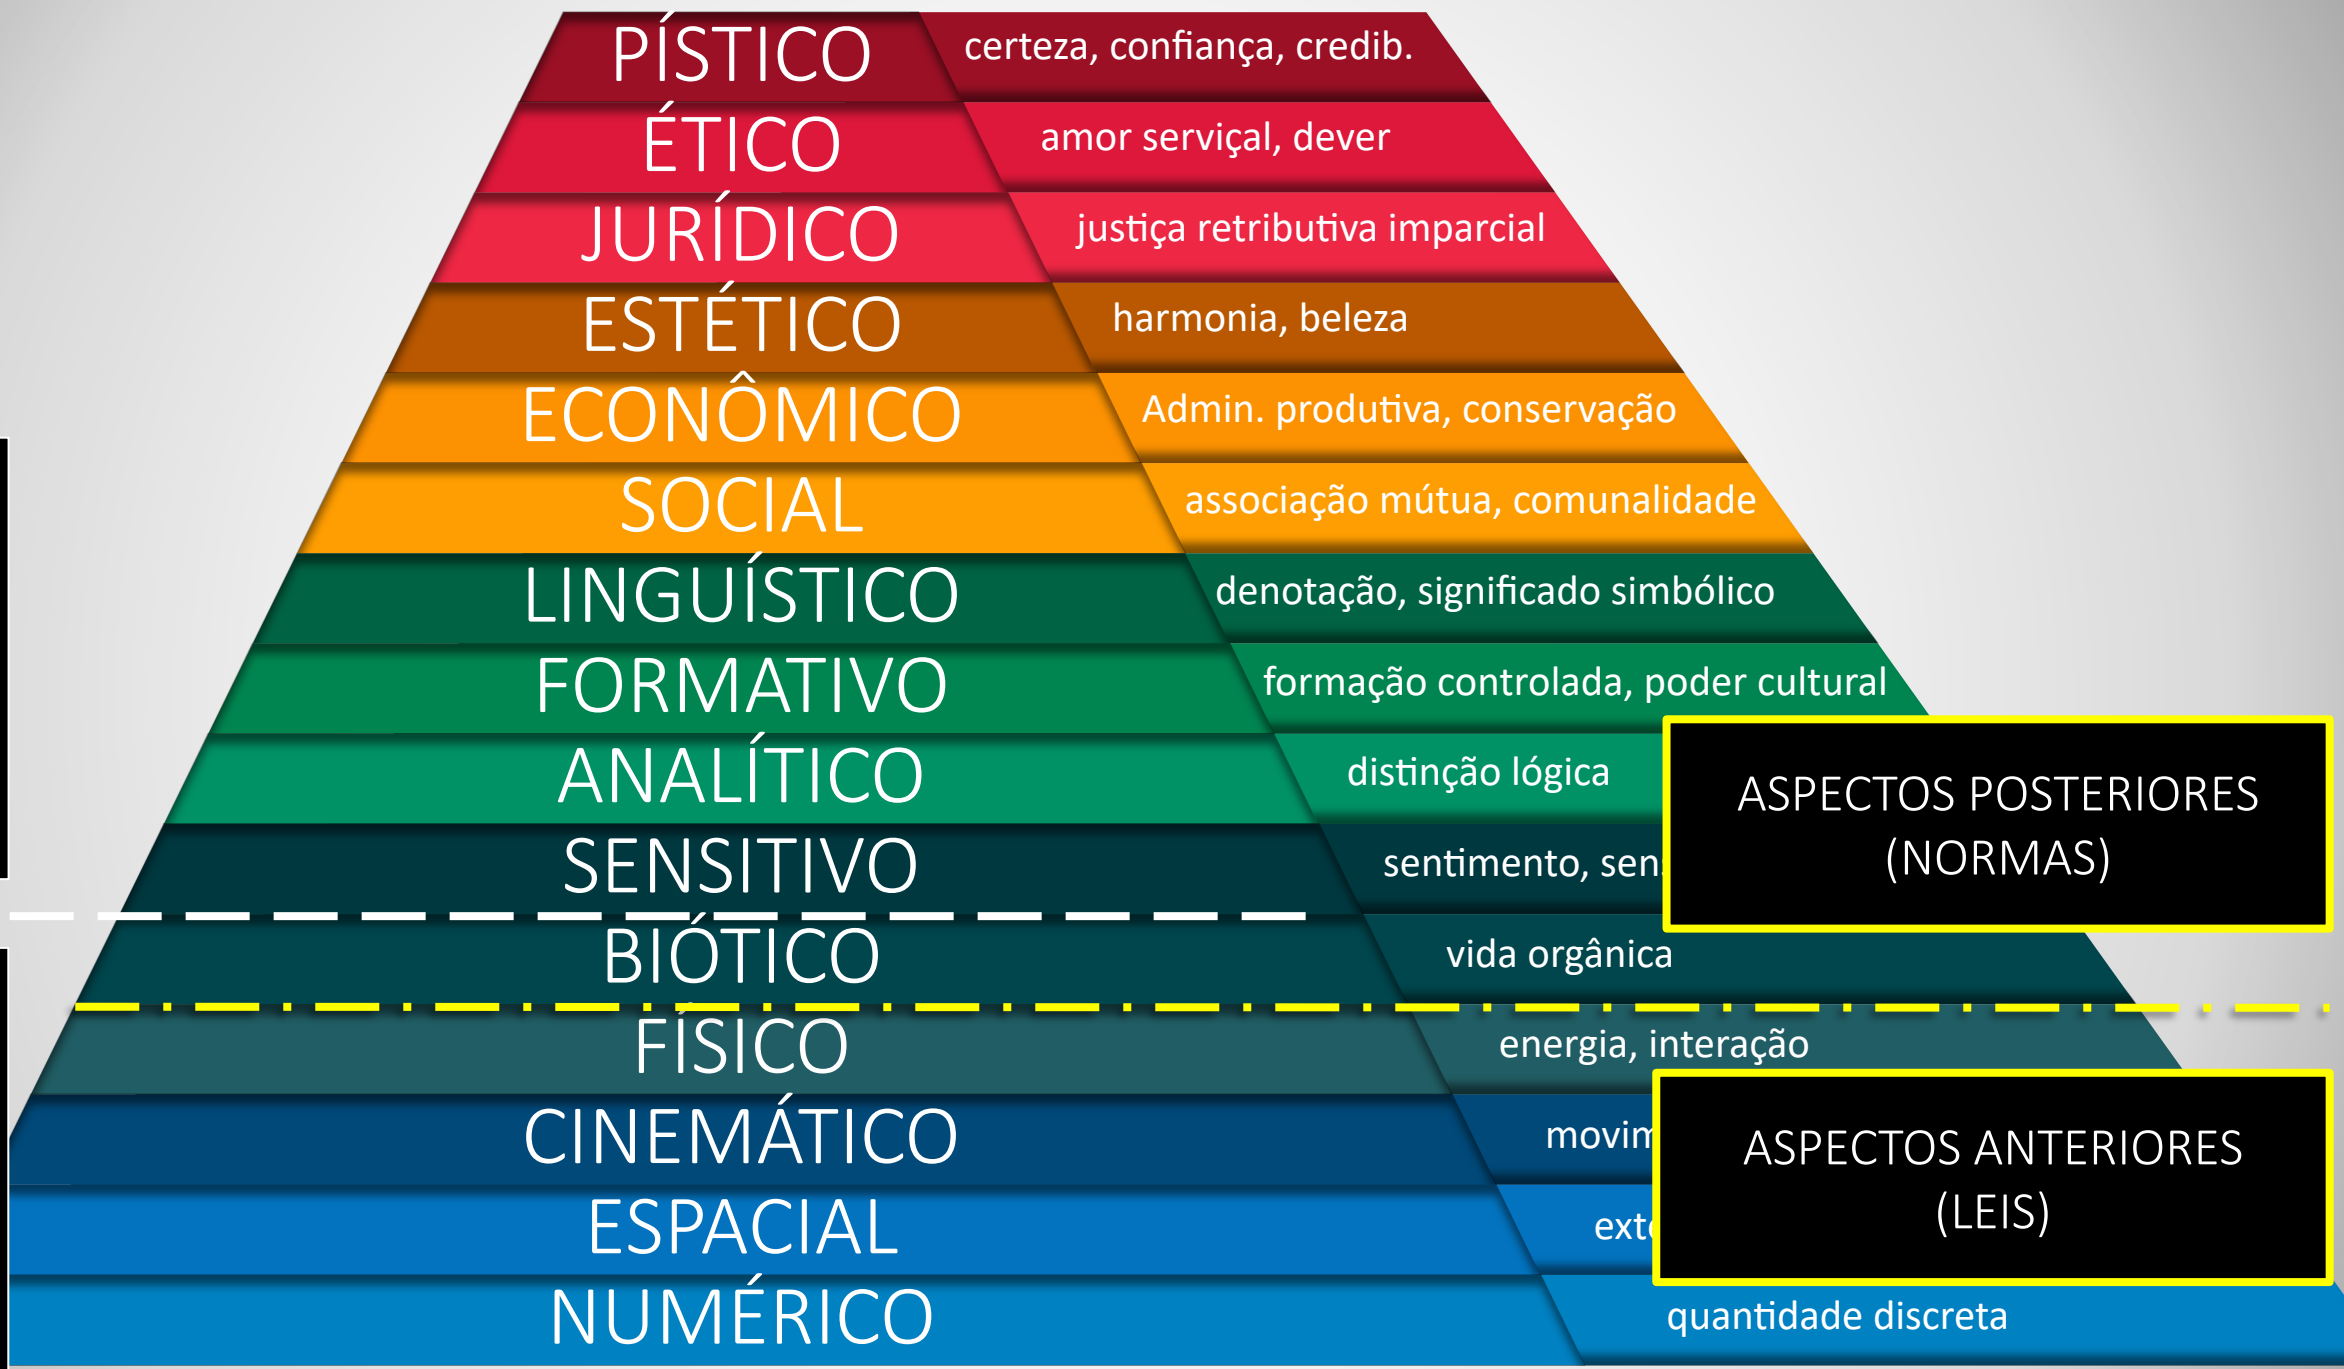 PÍSTICO certeza, confiança, credib.
ÉTICO amor serviçal, dever
JURÍDICO justiça retributiva imparcial
ESTÉTICO harmonia, beleza
ECONÔMICO Admin. produtiva, conservação
SOCIAL associação mútua, comunalidade
LINGUÍSTICO denotação, significado simbólico
FORMATIVO formação controlada, poder cultural
ANALÍTICO distinção lógica
SENSITIVO sentimento,
BIÓTICO vida orgânica
FÍSICO energia, interação
CINEMÁTICO
ESPACIAL
NUMÉRICO quantidade discreta
ASPECTOS POSTERIORES
(NORMAS)
ASPECTOS ANTERIORES
(LEIS)